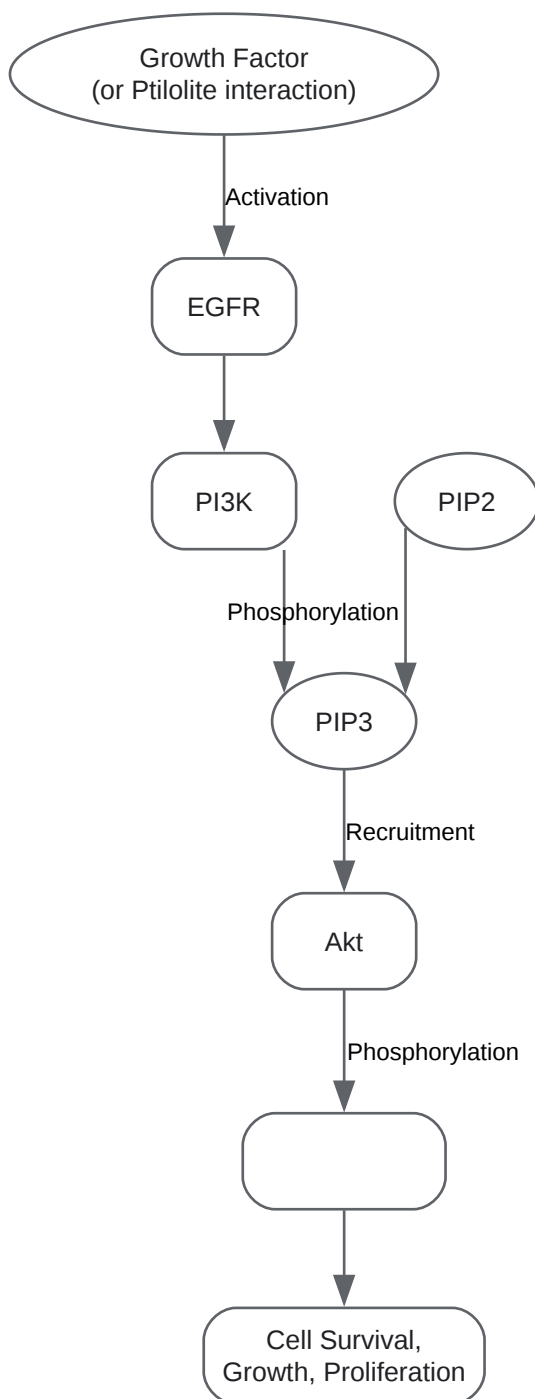 Growth Factor
(or Ptilolite interaction)
Activation
EGFR
PI3K
PIP2
Phosphorylation
PIP3
Recruitment
Akt
Phosphorylation
Cell Survival,
Growth, Proliferation